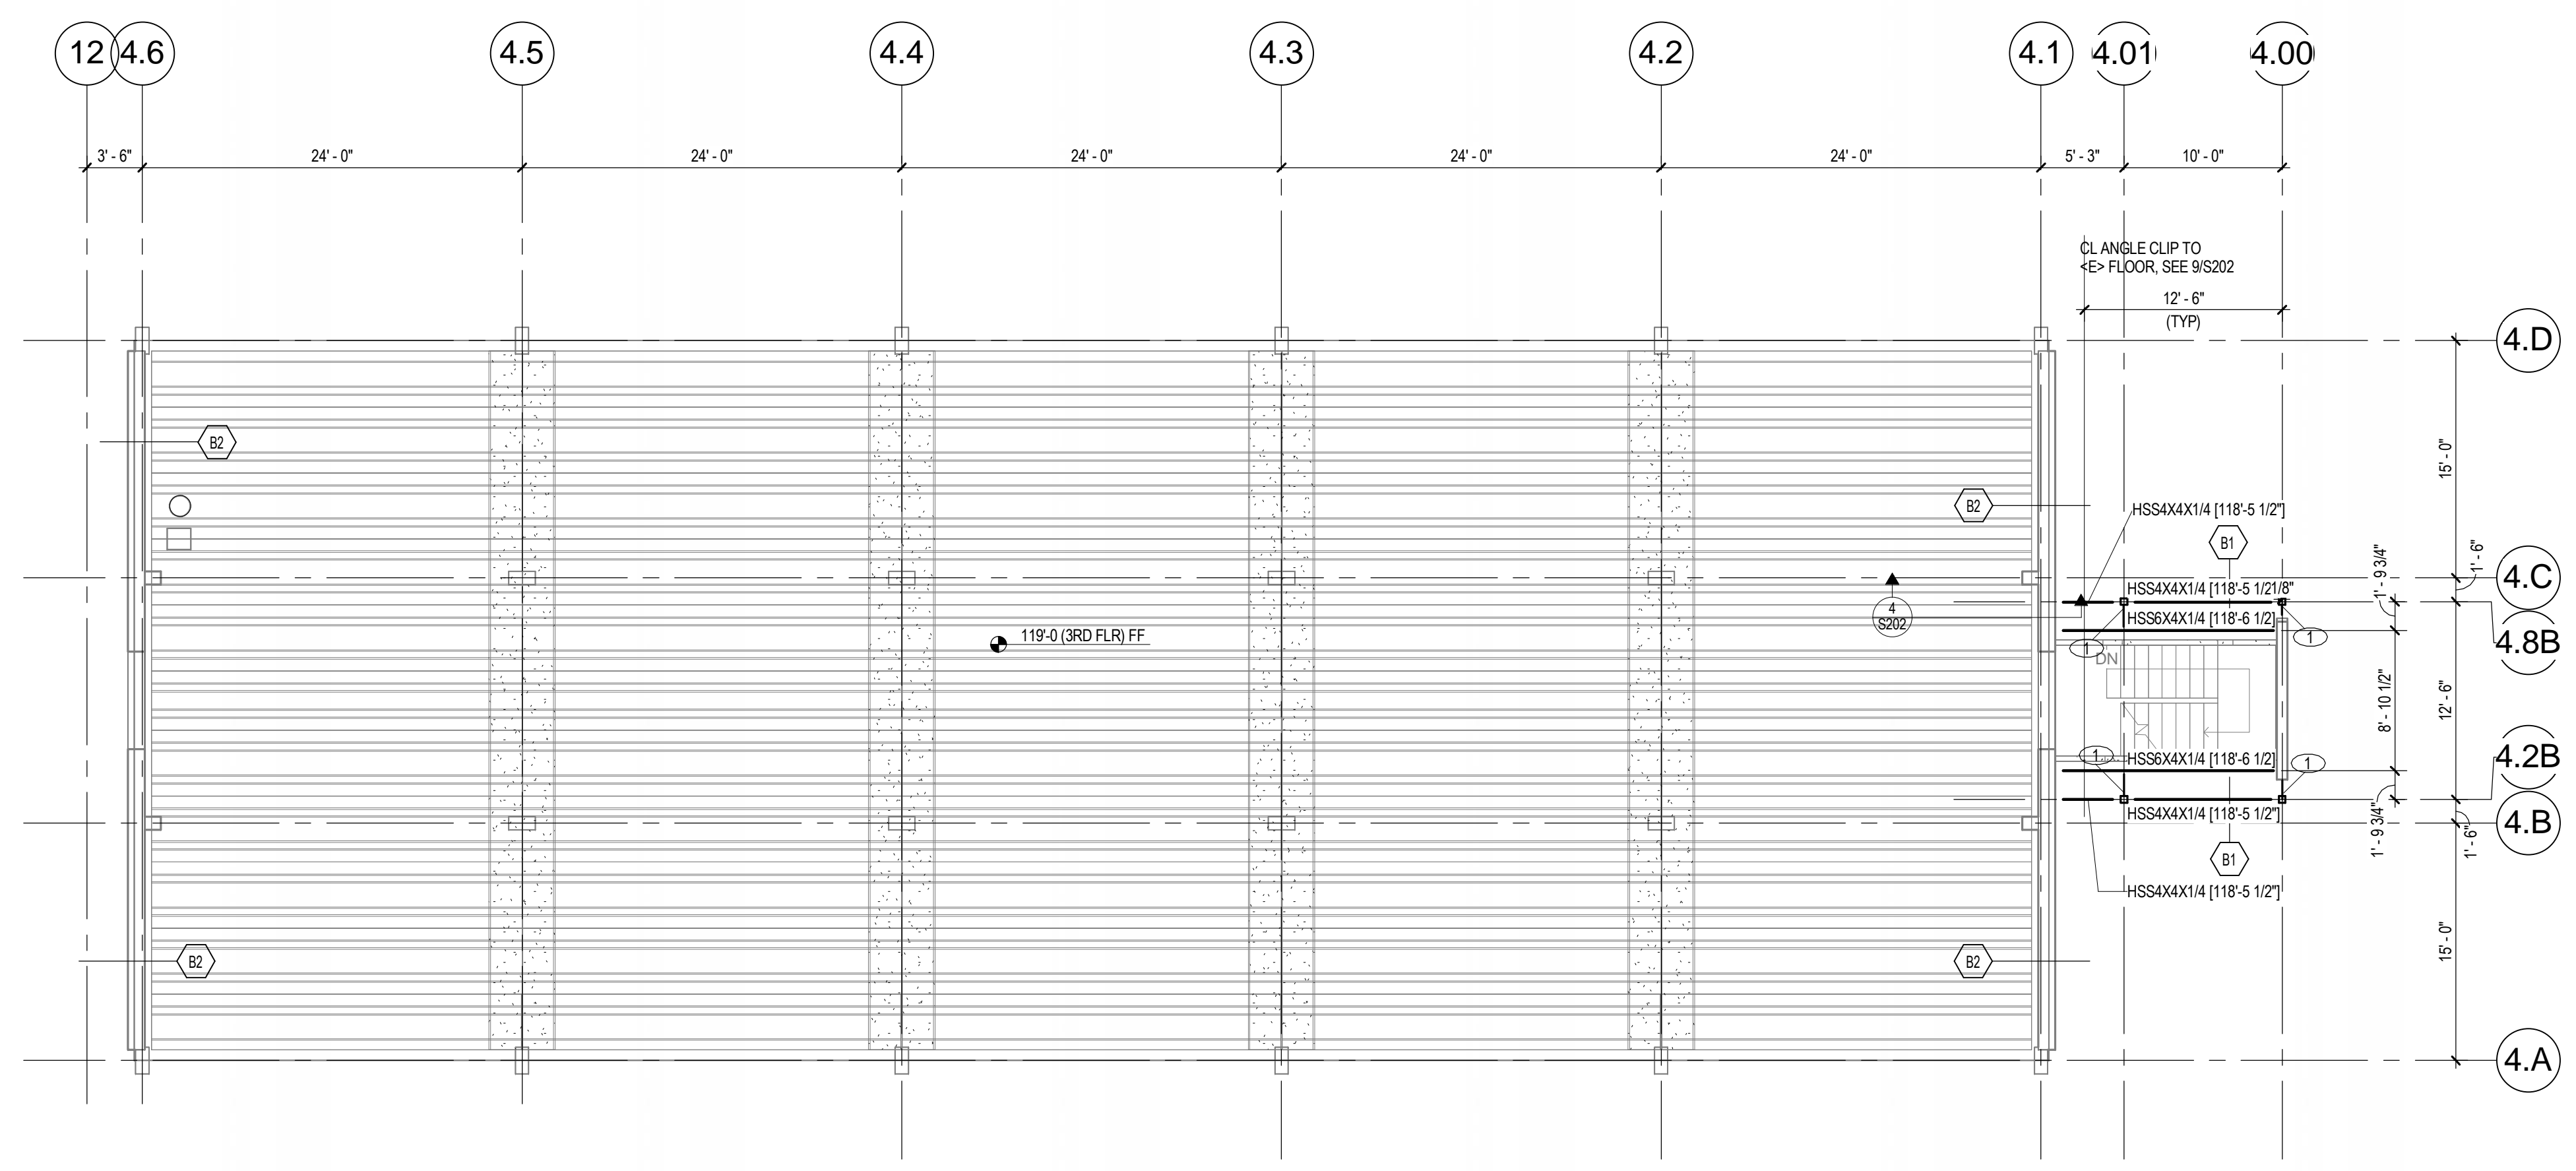 12 4.6 4.5 4.4 4.3 4.2 4.1 4.01 4.00
3' - 6" 24' - 0" 24' - 0" 24' - 0" 24' - 0" 24' - 0" 5' - 3" 10' - 0"
CL ANGLE CLIP TO
<E> FLOOR, SEE 9/S202
12' - 6"
(TYP)
4.D
B2
15' - 0"
B2
HSS4X4X1/4 [118'-5 1/2"]
B1
1' - 9 3/4"
1' - 6"
4.C
HSS4X4X1/4 [118'-5 1/21/8"
4
S202
HSS6X4X1/4 [118'-6 1/2]
119'-0 (3RD FLR) FF
1
1
4.8B
DN
8' - 10 1/2"
12' - 6"
1
HSS6X4X1/4 [118'-6 1/2]
1
4.2B
HSS4X4X1/4 [118'-5 1/2"]
4.B
1' - 9 3/4"
1' - 6"
B1
HSS4X4X1/4 [118'-5 1/2"]
B2
B2
15' - 0"
4.A